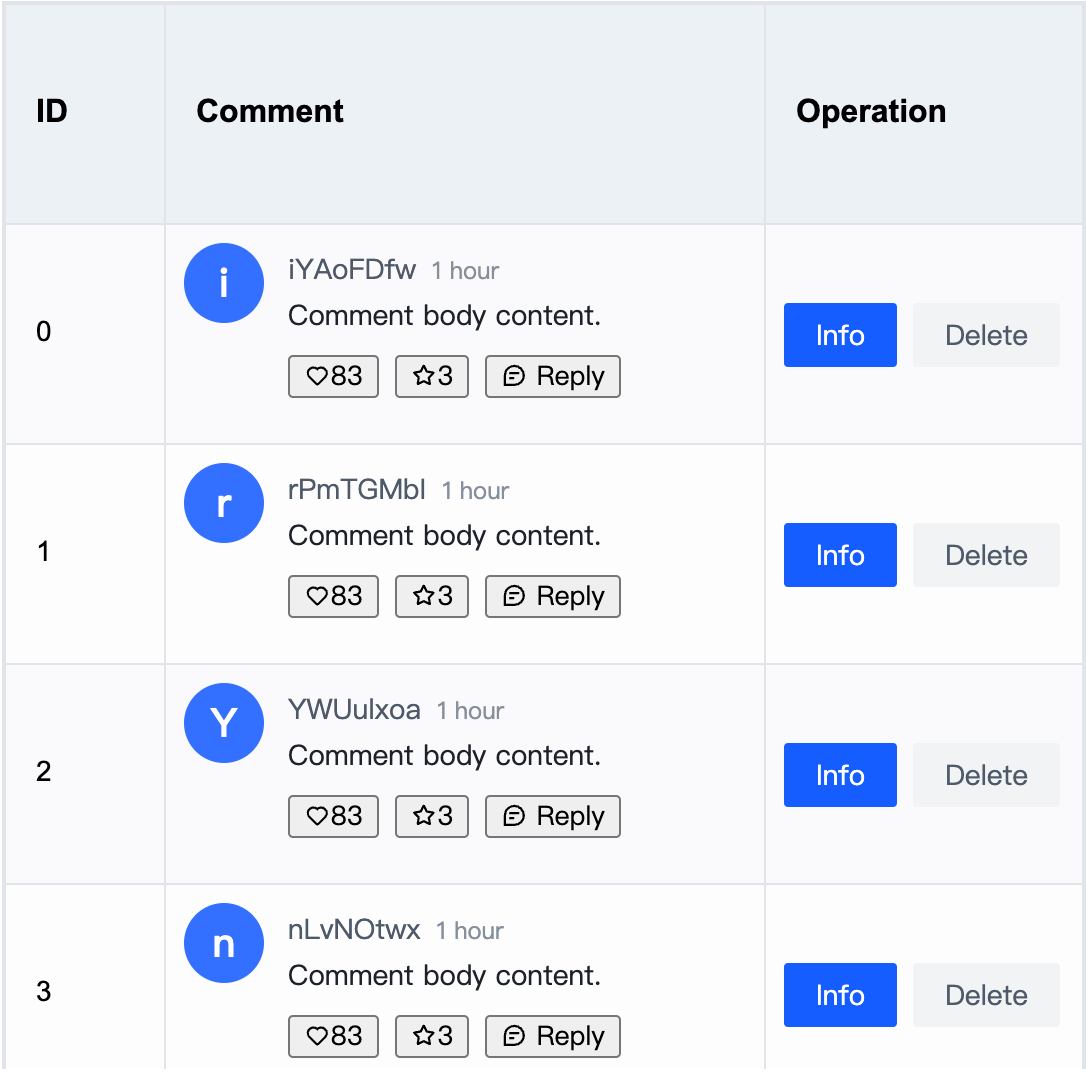 ID Comment Operation
0
i
iYAoFDfw 1 hour
Comment body content.
83 3 Reply
Info Delete
1
r
rPmTGMbI 1 hour
Comment body content.
83 3 Reply
Info Delete
2
Y
YWUulxoa 1 hour
Comment body content.
83 3 Reply
Info Delete
3
n
nLvNOtwx 1 hour
Comment body content.
83 3 Reply
Info Delete